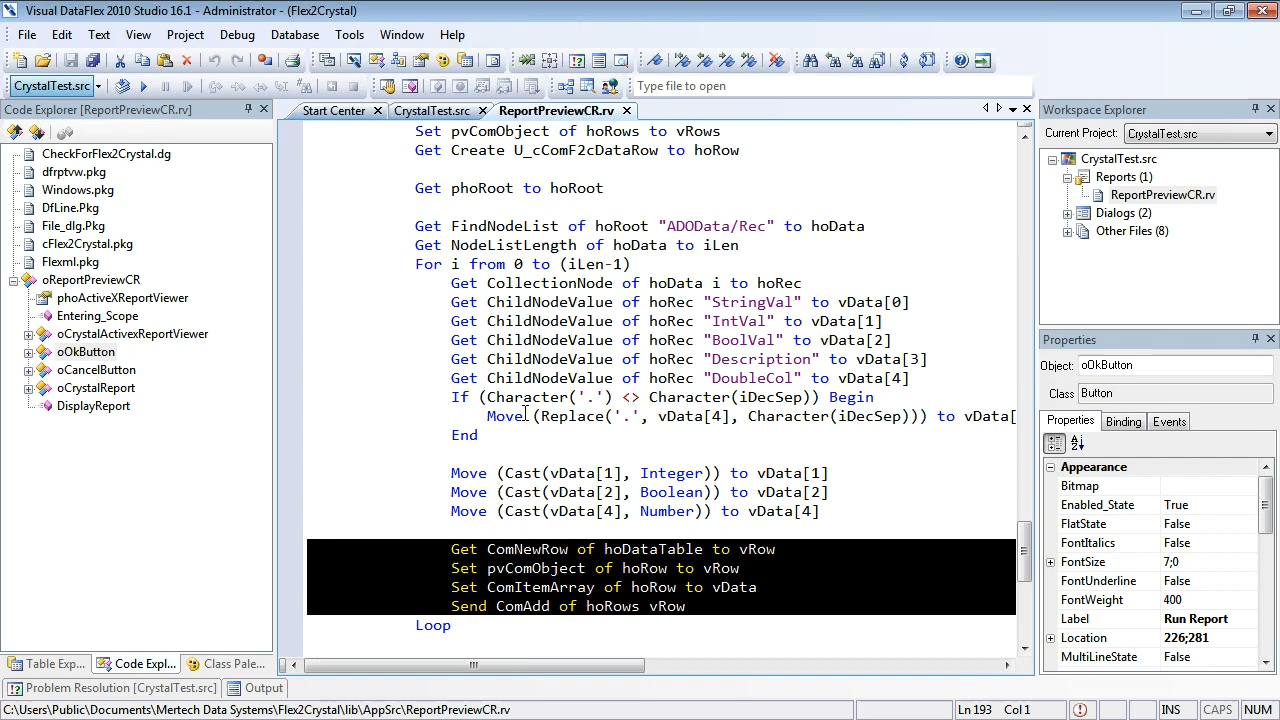 Visual DataFlex 2010 Studio 16.1 - Administrator - (Flex2Crystal)
File Edit Text View Project Debug Database Tools Window Help
CrystalTest.src Type file to open
Code Explorer [ReportPreviewCR.rv]
CheckForFlex2Crystal.dg
dfrptvw.pkg
Windows.pkg
DfLine.Pkg
File_dlg.Pkg
cFlex2Crystal.pkg
Flexml.pkg
oReportPreviewCR
phoActiveXReportViewer
Entering_Scope
oCrystalActivexReportViewer
oOkButton
oCancelButton
oCrystalReport
DisplayReport
Table Exp... Code Expl... Class Pale...
Start Center CrystalTest.src ReportPreviewCR.rv
Set pvComObject of hoRows to vRows
Get Create U_cComF2cDataRow to hoRow
Get phoRoot to hoRoot
Get FindNodeList of hoRoot "ADOData/Rec" to hoData
Get NodeListLength of hoData to iLen
For i from 0 to (iLen-1)
Get CollectionNode of hoData i to hoRec
Get ChildNodeValue of hoRec "StringVal" to vData[0]
Get ChildNodeValue of hoRec "IntVal" to vData[1]
Get ChildNodeValue of hoRec "BoolVal" to vData[2]
Get ChildNodeValue of hoRec "Description" to vData[3]
Get ChildNodeValue of hoRec "DoubleCol" to vData[4]
If (Character('.') <> Character(iDecSep)) Begin
Move (Replace('.', vData[4], Character(iDecSep))) to vData[
End
Move (Cast(vData[1], Integer)) to vData[1]
Move (Cast(vData[2], Boolean)) to vData[2]
Move (Cast(vData[4], Number)) to vData[4]
Get ComNewRow of hoDataTable to vRow
Set pvComObject of hoRow to vRow
Set ComItemArray of hoRow to vData
Send ComAdd of hoRows vRow
Loop
Workspace Explorer
Current Project: CrystalTest.src
CrystalTest.src
Reports (1)
ReportPreviewCR.rv
Dialogs (2)
Other Files (8)
Properties
Object: oOkButton
Class Button
Properties Binding Events
Appearance
Bitmap
Enabled_State True
FlatState False
FontItalics False
FontSize 7;0
FontUnderline False
FontWeight 400
Label Run Report
Location 226;281
MultiLineState False
Problem Resolution [CrystalTest.src] Output
C:\Users\Public\Documents\Mertech Data Systems\Flex2Crystal\lib\AppSrc\ReportPreviewCR.rv Ln 193 Col 1 INS CAPS NUM